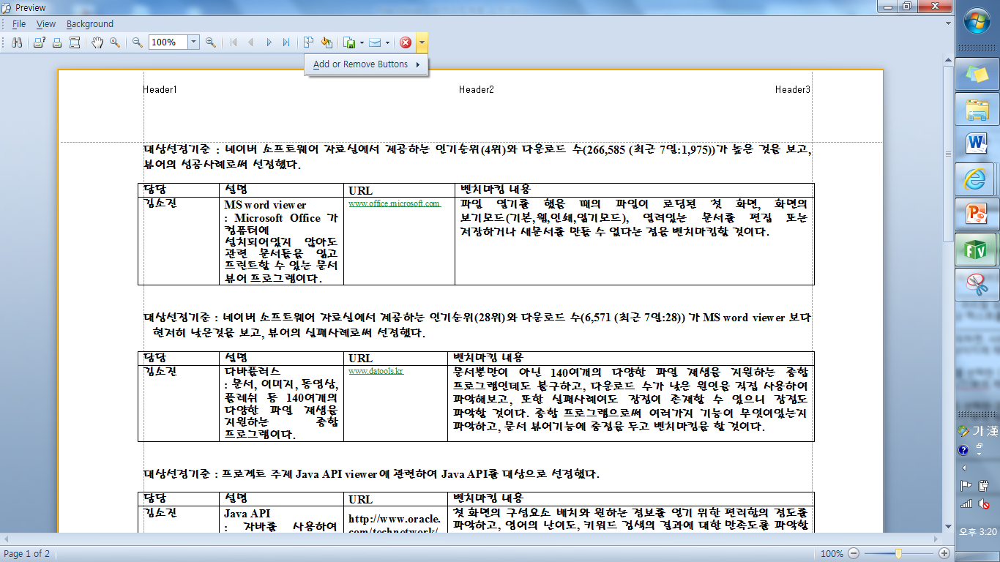 Preview
File View Background
100%
Add or Remove Buttons
Header1 Header2 Header3
대상선정기준 : 네이버 소프트웨어 자료실에서 제공하는 인기순위(4위)와 다운로드 수(266,585 (최근 7일:1,975))가 높은 것을 보고,
뷰어의 성공사례로써 선정했다.
담당 설명 URL 벤치마킹 내용
김소진 MS word viewer www.office.microsoft.com 파일 열기를 했을 때의 파일이 로딩된 첫 화면, 화면의
: Microsoft Office 가 보기모드(기본,웹,인쇄,읽기모드), 열려있는 문서를 편집 또는
컴퓨터에 저장하거나 새문서를 만들 수 없다는 점을 벤치마킹할 것이다.
설치되어있지 않아도
관련 문서들을 읽고
프린트할 수 있는 문서
뷰어 프로그램이다.
대상선정기준 : 네이버 소프트웨어 자료실에서 제공하는 인기순위(28위)와 다운로드 수(6,571 (최근 7일:28)) 가 MS word viewer 보다
현저히 낮은것을 보고, 뷰어의 실패사례로써 선정했다.
담당 설명 URL 벤치마킹 내용
김소진 다바플러스 www.datools.kr 문서뿐만이 아닌 140여개의 다양한 파일 재생을 지원하는 종합
: 문서, 이미지, 동영상, 프로그램인데도 불구하고, 다운로드 수가 낮은 원인을 직접 사용하여
플레쉬 등 140여개의 파악해보고, 또한 실패사례여도 장점이 존재할 수 있으니 장점도
다양한 파일 재생을 파악할 것이다. 종합 프로그램으로써 여러가지 기능이 무엇이있는지
지원하는 종합 파악하고, 문서 뷰어기능에 중점을 두고 벤치마킹을 할 것이다.
프로그램이다.
대상선정기준 : 프로젝트 주제 Java API viewer에 관련하여 Java API를 대상으로 선정했다.
담당 설명 URL 벤치마킹 내용
김소진 Java API http://www.oracle. 첫 화면의 구성요소 배치와 원하는 정보를 얻기 위한 편리함의 정도를
: 자바를 사용하여 com/technetwork/ 파악하고, 영어의 난이도, 키워드 검색의 결과에 대한 만족도를 파악할
Page 1 of 2 100%
가 漢
오후 3:20